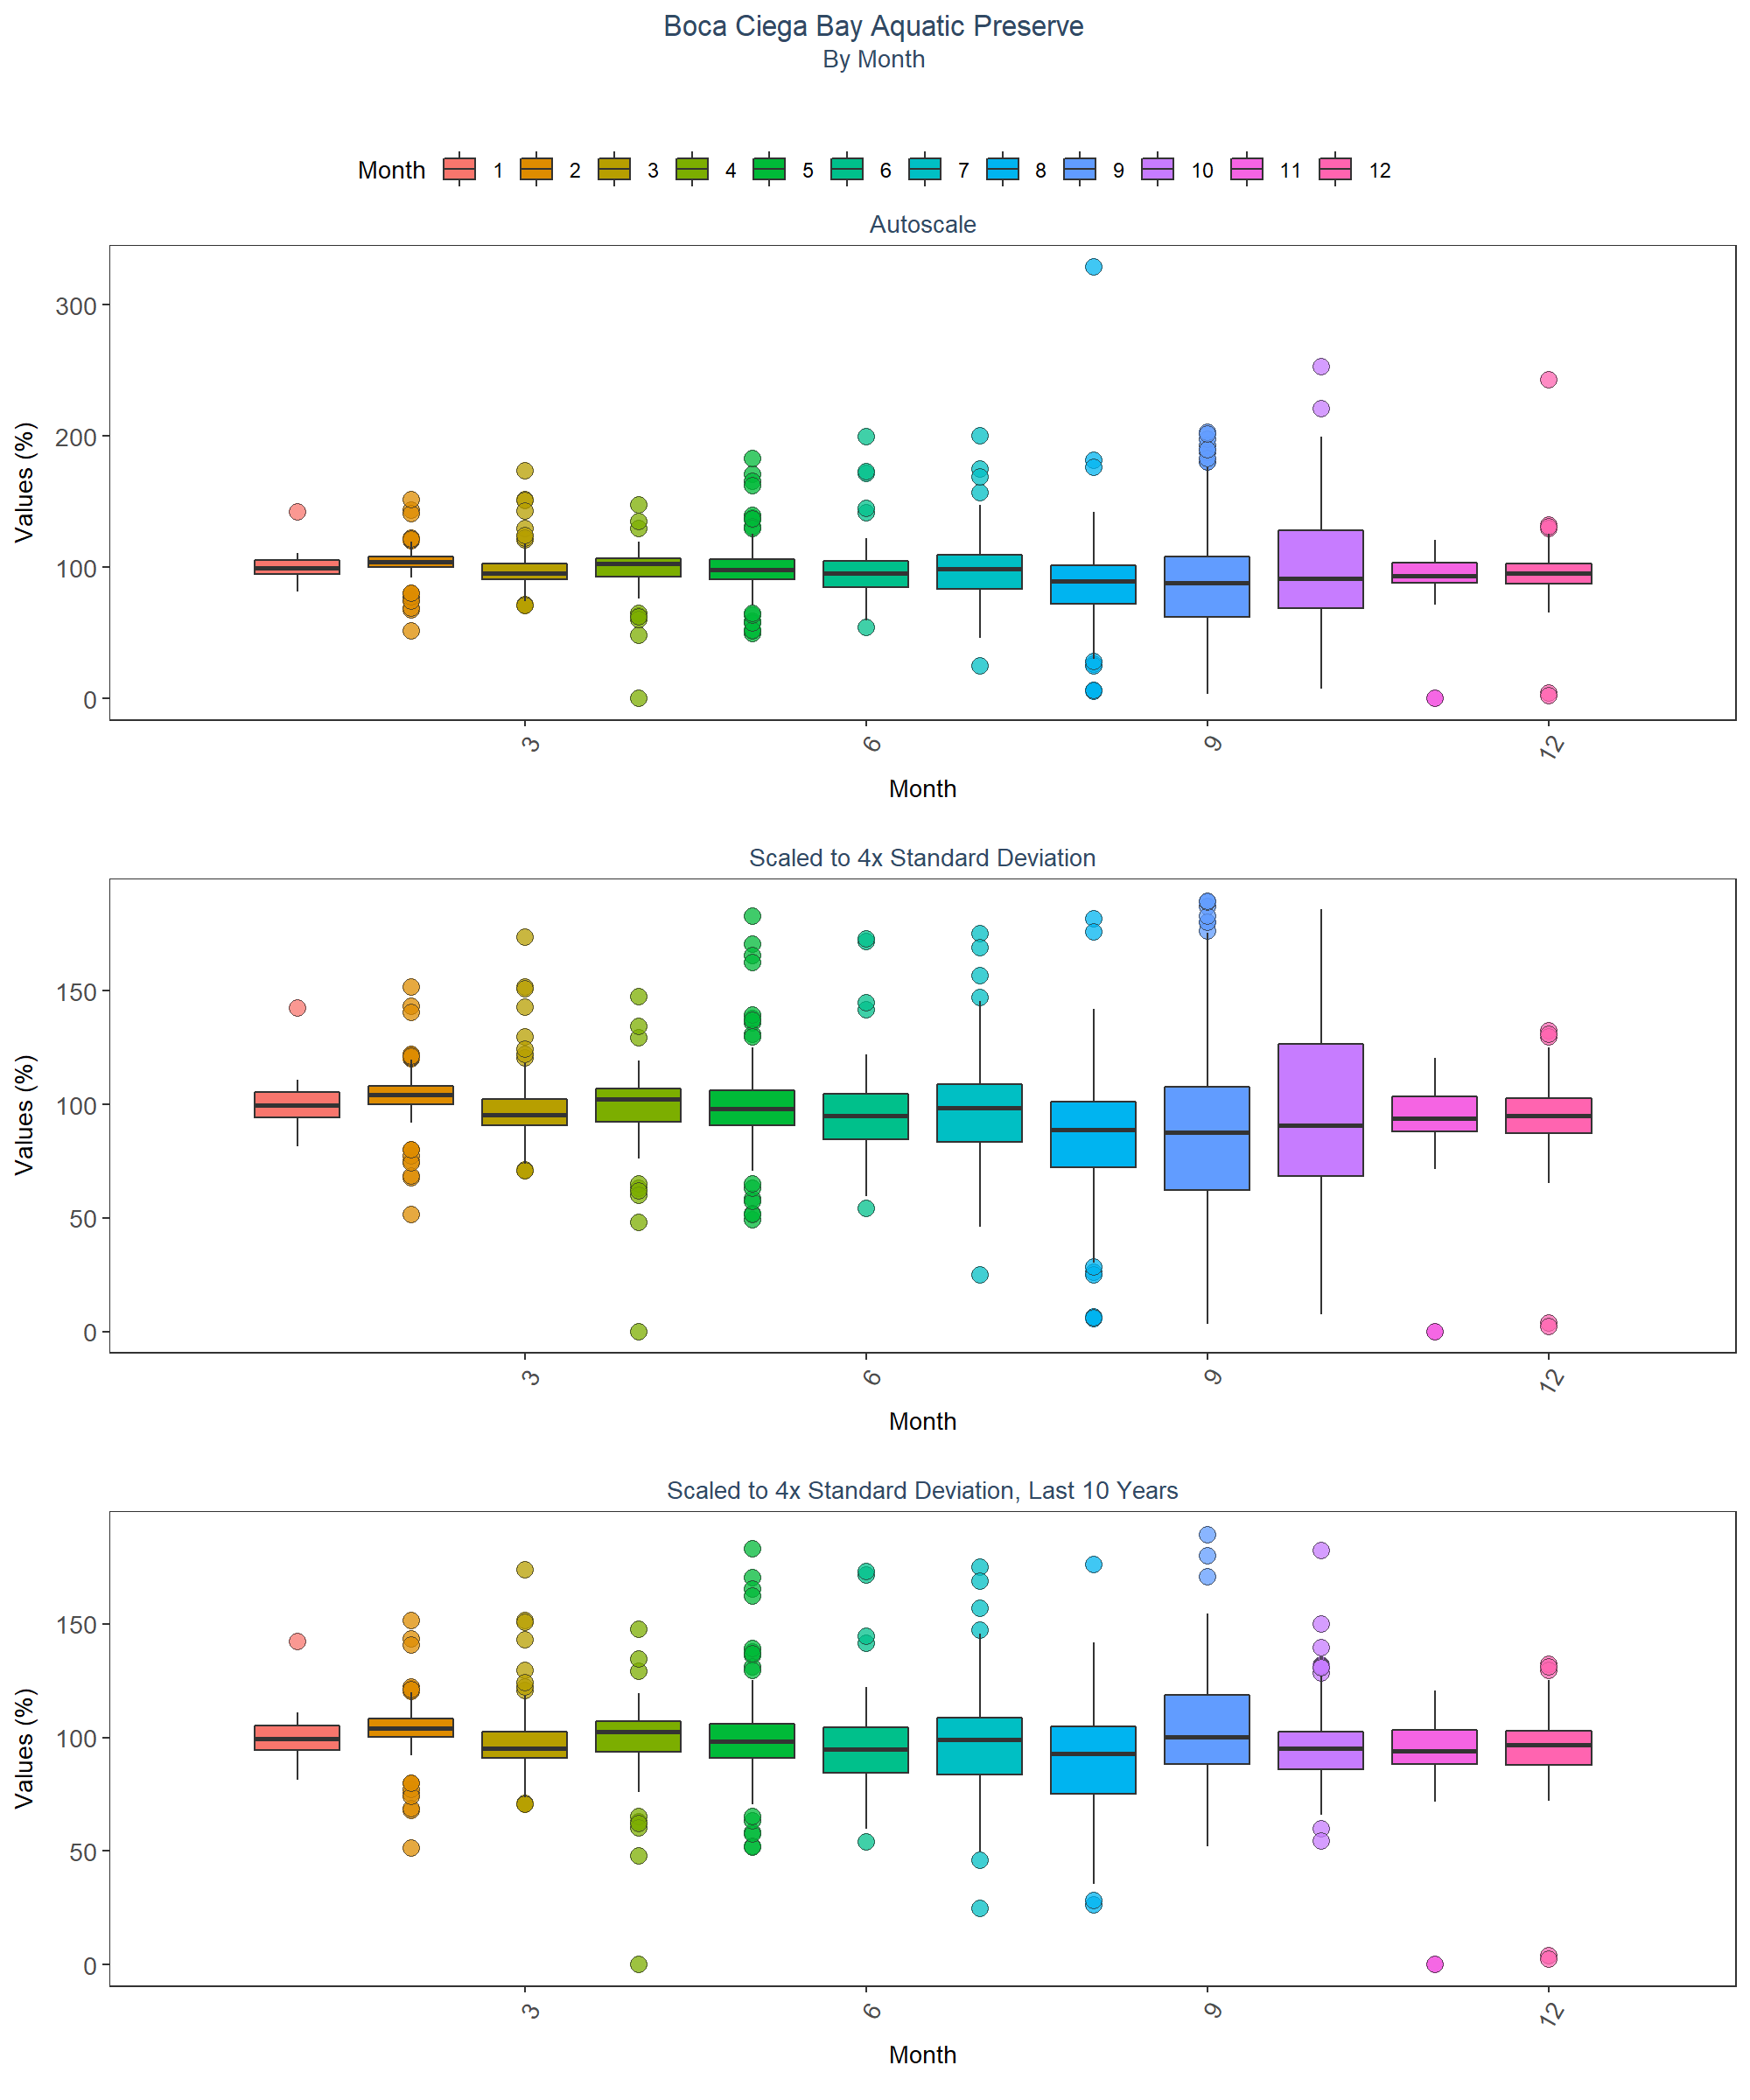 Boca Ciega Bay Aquatic Preserve
By Month
Month 1 2 3 4 5 6 7 8 9 10 11 12
Autoscale
Values (%)
300
200
100
0
3 6 9 12
Month
Scaled to 4x Standard Deviation
Values (%)
150
100
50
0
3 6 9 12
Month
Scaled to 4x Standard Deviation, Last 10 Years
Values (%)
150
100
50
0
3 6 9 12
Month